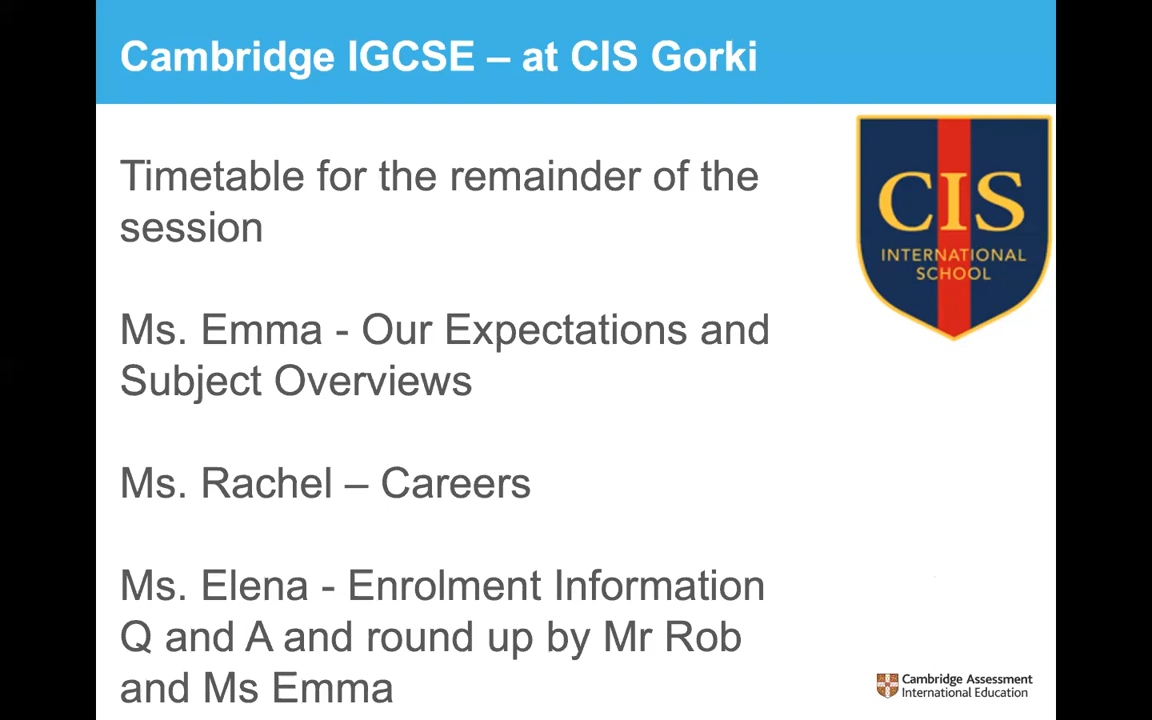 Cambridge IGCSE – at CIS Gorki
Timetable for the remainder of the
session
Ms. Emma - Our Expectations and
Subject Overviews
Ms. Rachel – Careers
Ms. Elena - Enrolment Information
Q and A and round up by Mr Rob
and Ms Emma
CIS
INTERNATIONAL
SCHOOL
Cambridge Assessment
International Education